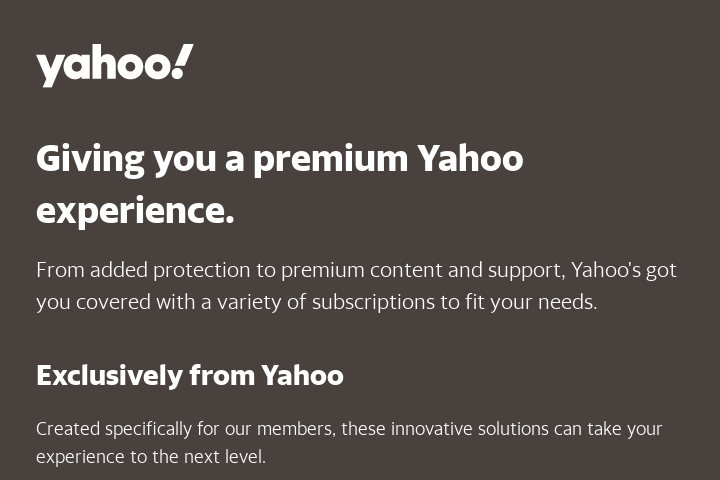 yahoo!
Giving you a premium Yahoo
experience.
From added protection to premium content and support, Yahoo's got
you covered with a variety of subscriptions to fit your needs.
Exclusively from Yahoo
Created specifically for our members, these innovative solutions can take your
experience to the next level.